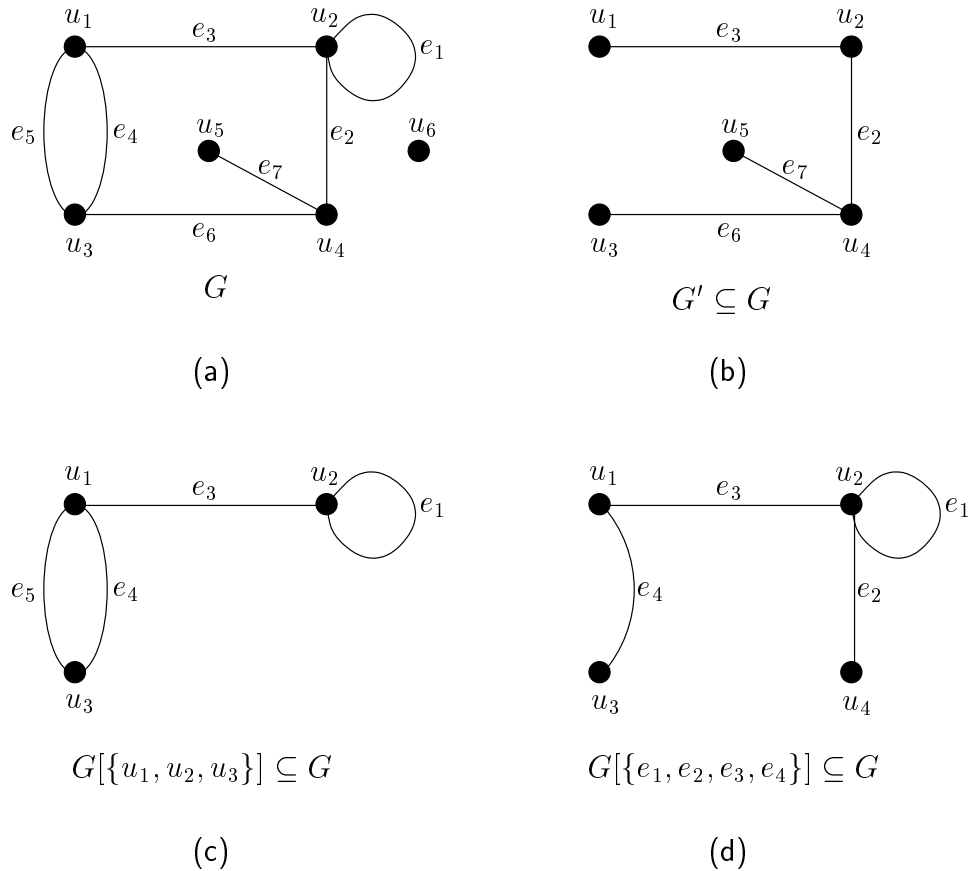 u₁ e₃ u₂ e₁
e₅ e₄ u₅ e₂ u₆
e₇
u₃ e₆ u₄
G
(a)
u₁ e₃ u₂
u₅ e₂
e₇
u₃ e₆ u₄
G′ ⊆ G
(b)
u₁ e₃ u₂ e₁
e₅ e₄
u₃
G[{u₁, u₂, u₃}] ⊆ G
(c)
u₁ e₃ u₂ e₁
e₄ e₂
u₃ u₄
G[{e₁, e₂, e₃, e₄}] ⊆ G
(d)